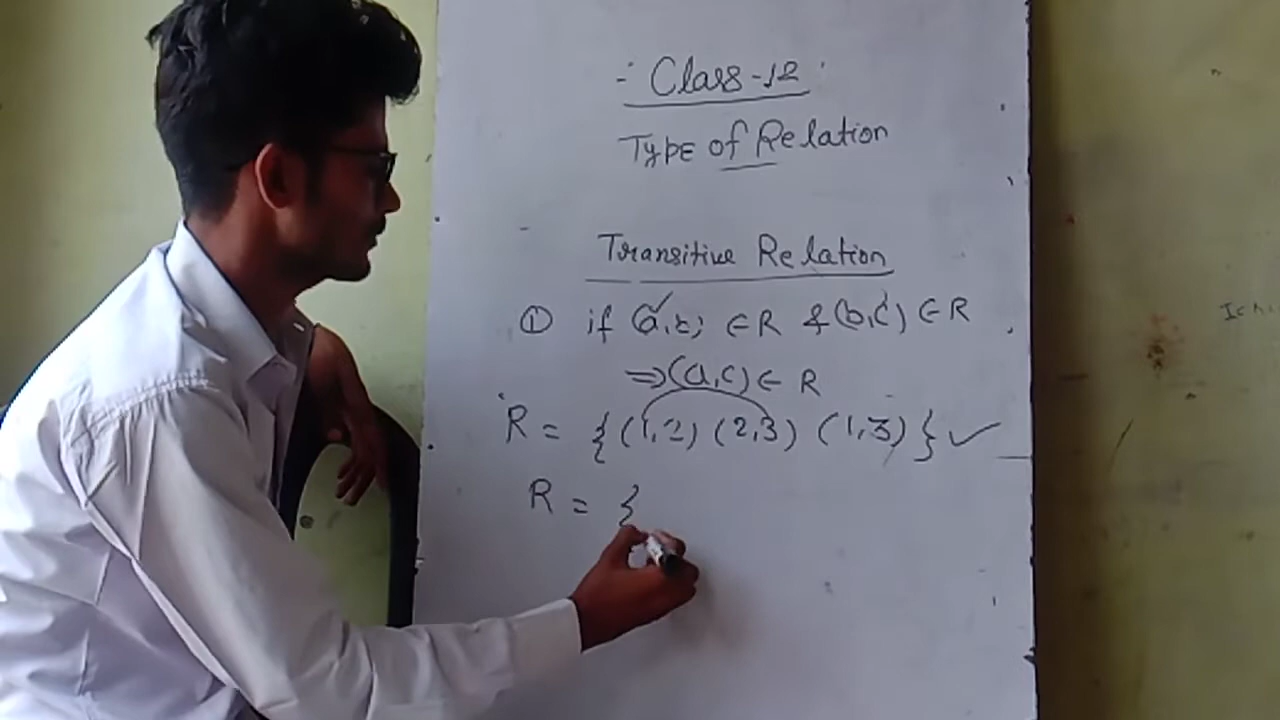 Class-12
Type of Relation
Transitive Relation
① if (a,b) ∈ R & (b,c) ∈ R
⇒ (a,c) ∈ R
R = {(1,2) (2,3) (1,3)} ✓
R = {